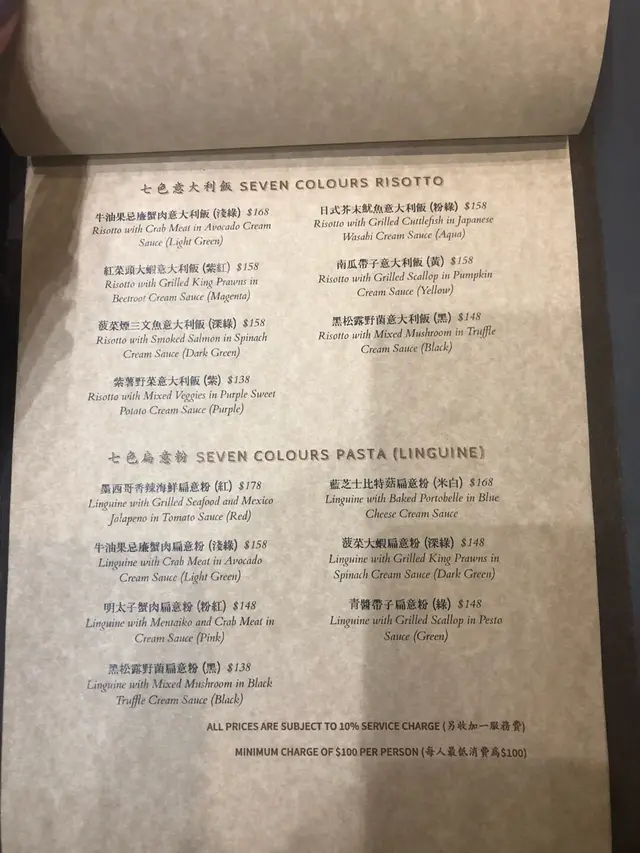 七色意大利飯 SEVEN COLOURS RISOTTO
牛油果忌廉蟹肉意大利飯 (淺綠) $168
Risotto with Crab Meat in Avocado Cream
Sauce (Light Green)
紅菜頭大蝦意大利飯 (紫紅) $158
Risotto with Grilled King Prawns in
Beetroot Cream Sauce (Magenta)
菠菜煙三文魚意大利飯 (深綠) $158
Risotto with Smoked Salmon in Spinach
Cream Sauce (Dark Green)
紫薯野菜意大利飯 (紫) $138
Risotto with Mixed Veggies in Purple Sweet
Potato Cream Sauce (Purple)
日式芥末魷魚意大利飯 (粉綠) $158
Risotto with Grilled Cuttlefish in Japanese
Wasabi Cream Sauce (Aqua)
南瓜帶子意大利飯 (黃) $158
Risotto with Grilled Scallop in Pumpkin
Cream Sauce (Yellow)
黑松露野菌意大利飯 (黑) $148
Risotto with Mixed Mushroom in Truffle
Cream Sauce (Black)
七色扁意粉 SEVEN COLOURS PASTA (LINGUINE)
墨西哥香辣海鮮扁意粉 (紅) $178
Linguine with Grilled Seafood and Mexico
Jalapeno in Tomato Sauce (Red)
牛油果忌廉蟹肉扁意粉 (淺綠) $158
Linguine with Crab Meat in Avocado
Cream Sauce (Light Green)
明太子蟹肉扁意粉 (粉紅) $148
Linguine with Mentaiko and Crab Meat in
Cream Sauce (Pink)
黑松露野菌扁意粉 (黑) $138
Linguine with Mixed Mushroom in Black
Truffle Cream Sauce (Black)
藍芝士比特菇扁意粉 (米白) $168
Linguine with Baked Portobelle in Blue
Cheese Cream Sauce
菠菜大蝦扁意粉 (深綠) $148
Linguine with Grilled King Prawns in
Spinach Cream Sauce (Dark Green)
青醬帶子扁意粉 (綠) $148
Linguine with Grilled Scallop in Pesto
Sauce (Green)
ALL PRICES ARE SUBJECT TO 10% SERVICE CHARGE (另收加一服務費)
MINIMUM CHARGE OF $100 PER PERSON (每人最低消費為$100)